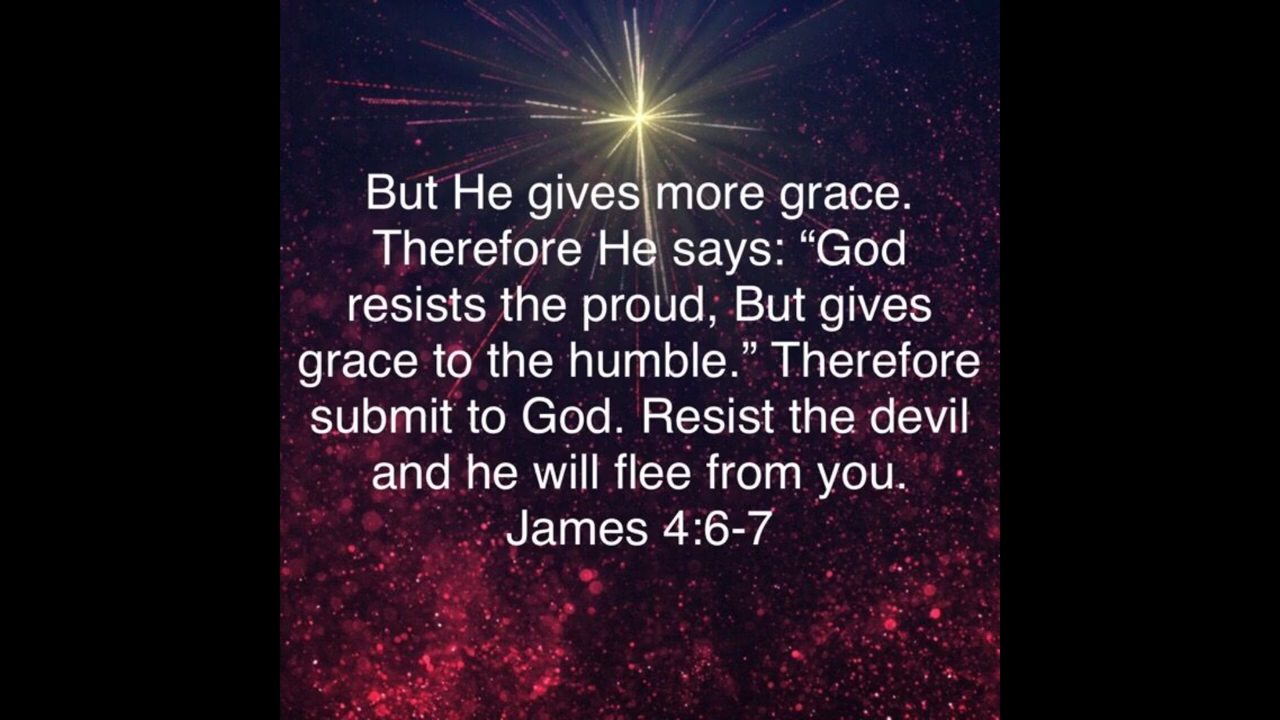 But He gives more grace.
Therefore He says: “God
resists the proud, But gives
grace to the humble.” Therefore
submit to God. Resist the devil
and he will flee from you.
James 4:6-7